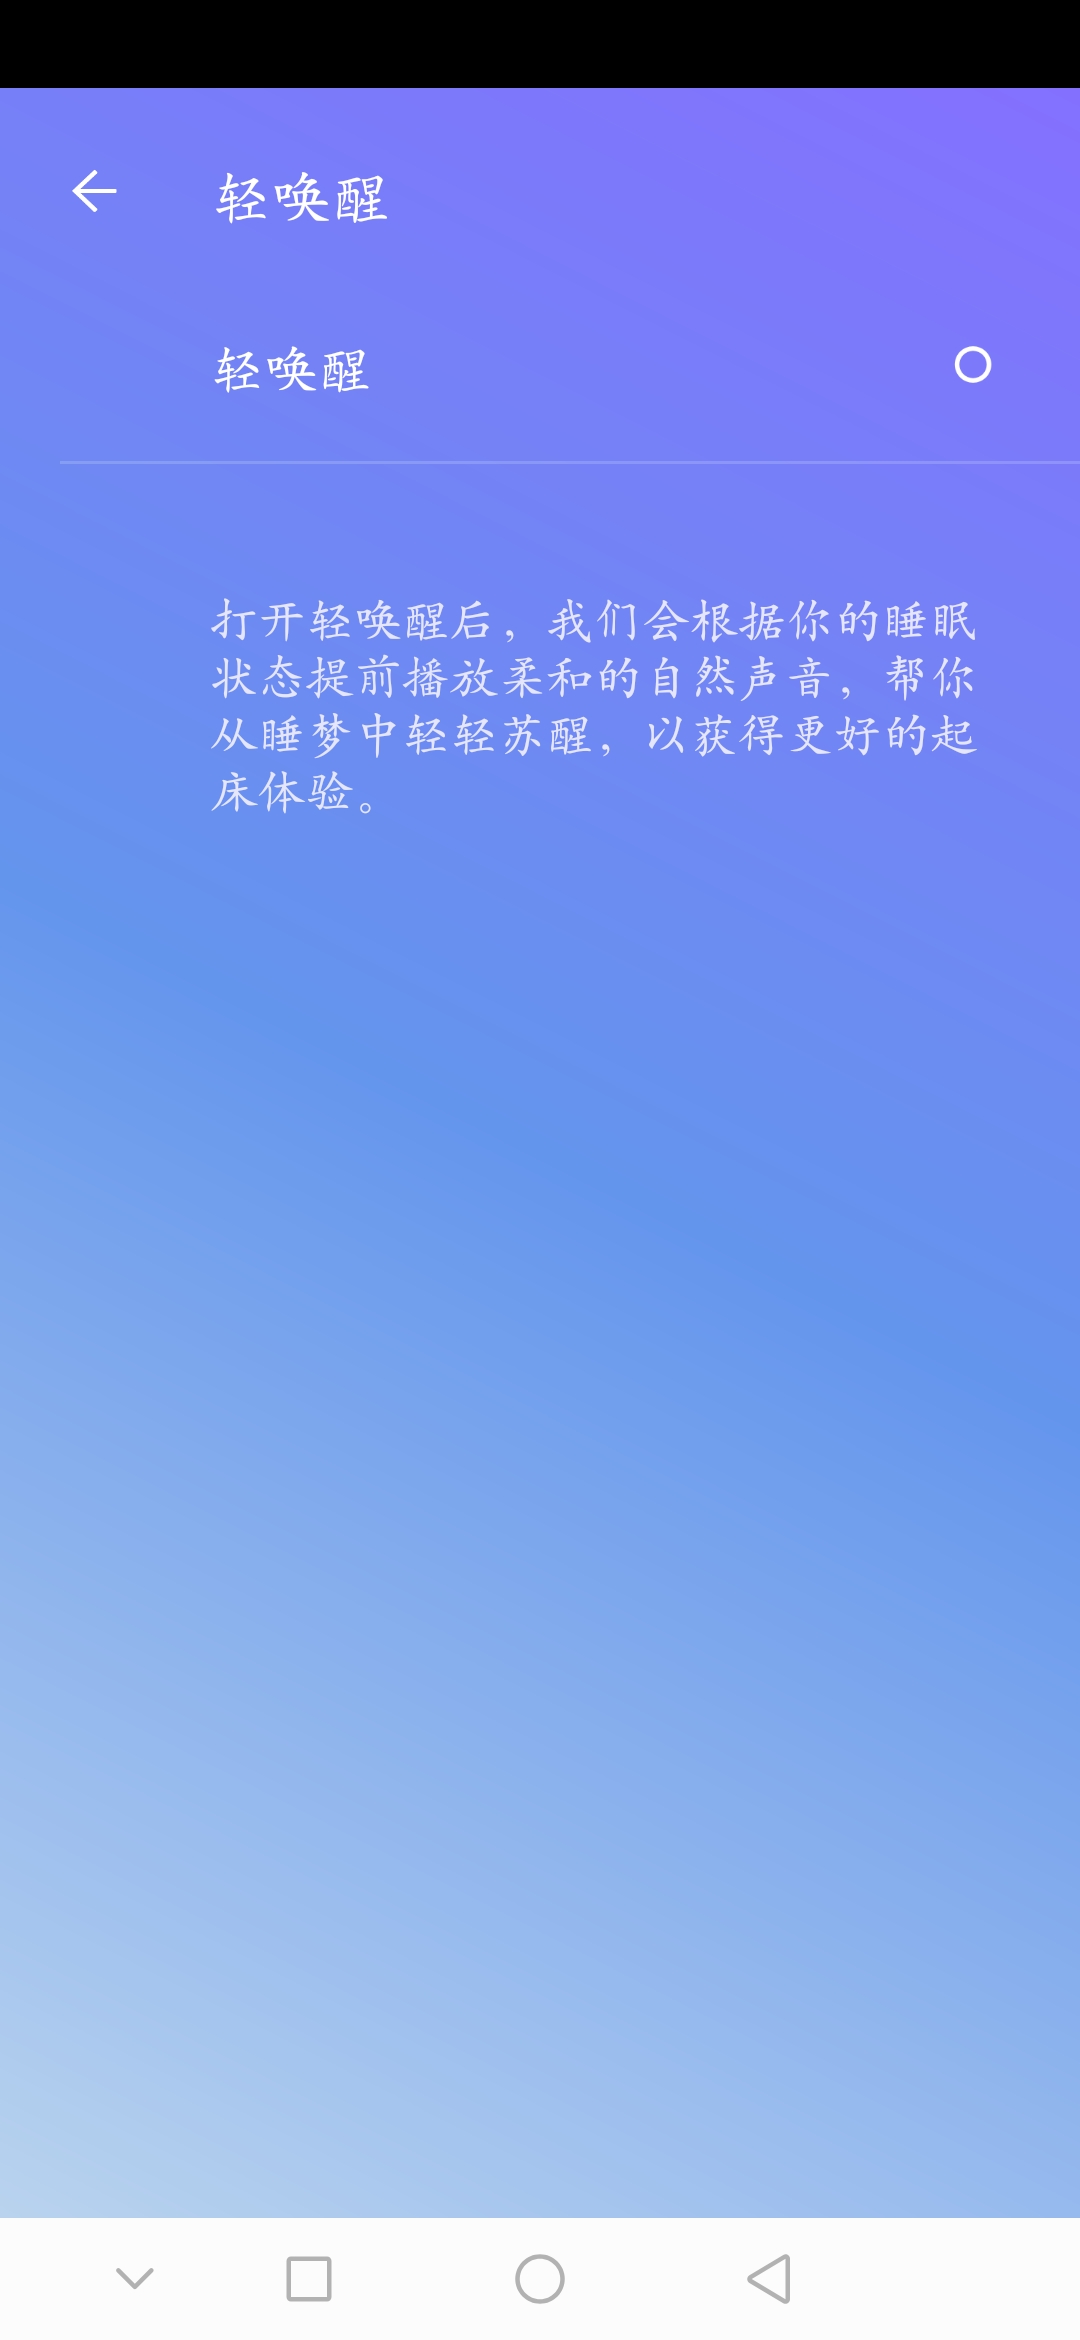 轻唤醒
轻唤醒
打开轻唤醒后，我们会根据你的睡眠
状态提前播放柔和的自然声音，帮你
从睡梦中轻轻苏醒，以获得更好的起
床体验。